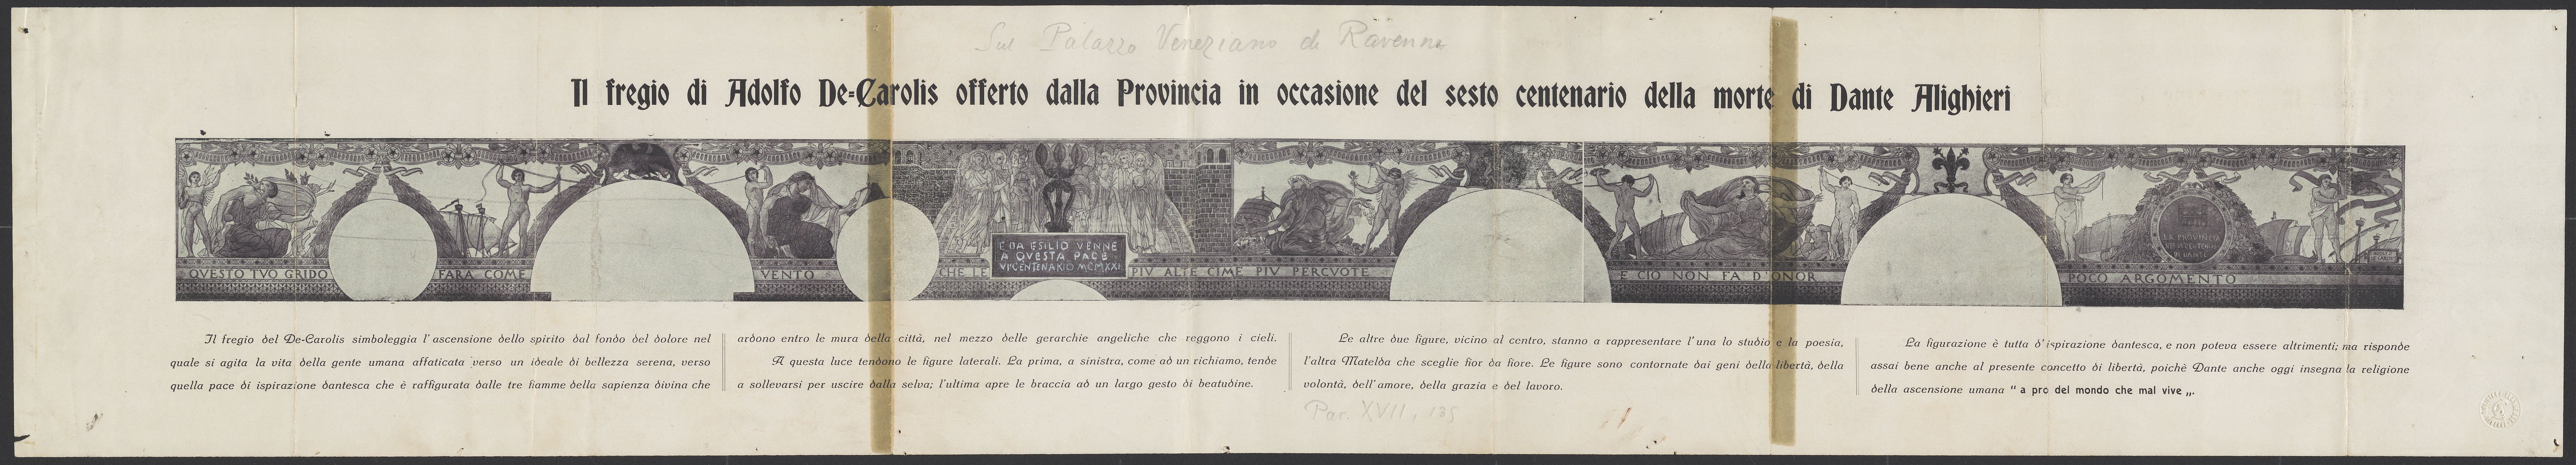 Sul Palazzo Veneziano di Ravenna
Il fregio di Adolfo De=Carolis offerto dalla Provincia in occasione del sesto centenario della morte di Dante Alighieri
QVESTO TVO GRIDO FARA COME VENTO CHE LE PIV ALTE CIME PIV PERCVOTE E CIO NON FA D'ONOR POCO ARGOMENTO
E DA ESILIO VENNE
A QVESTA PACE
VI CENTENARIO MCMXXI
LA PROVINCIA
NEL VI CENTENARIO
DI DANTE
Il fregio del De-Carolis simboleggia l'ascensione dello spirito dal fondo del dolore nel
quale si agita la vita della gente umana affaticata verso un ideale di bellezza serena, verso
quella pace di ispirazione dantesca che è raffigurata dalle tre fiamme della sapienza divina che
ardono entro le mura della città, nel mezzo delle gerarchie angeliche che reggono i cieli.
A questa luce tendono le figure laterali. La prima, a sinistra, come ad un richiamo, tende
a sollevarsi per uscire dalla selva; l'ultima apre le braccia ad un largo gesto di beatudine.
Le altre due figure, vicino al centro, stanno a rappresentare l'una lo studio e la poesia,
l'altra Matelda che sceglie fior da fiore. Le figure sono contornate dai geni della libertà, della
volontà, dell'amore, della grazia e del lavoro.
La figurazione è tutta d'ispirazione dantesca, e non poteva essere altrimenti; ma risponde
assai bene anche al presente concetto di libertà, poichè Dante anche oggi insegna la religione
della ascensione umana " a pro del mondo che mal vive „.
Par. XVII, 135